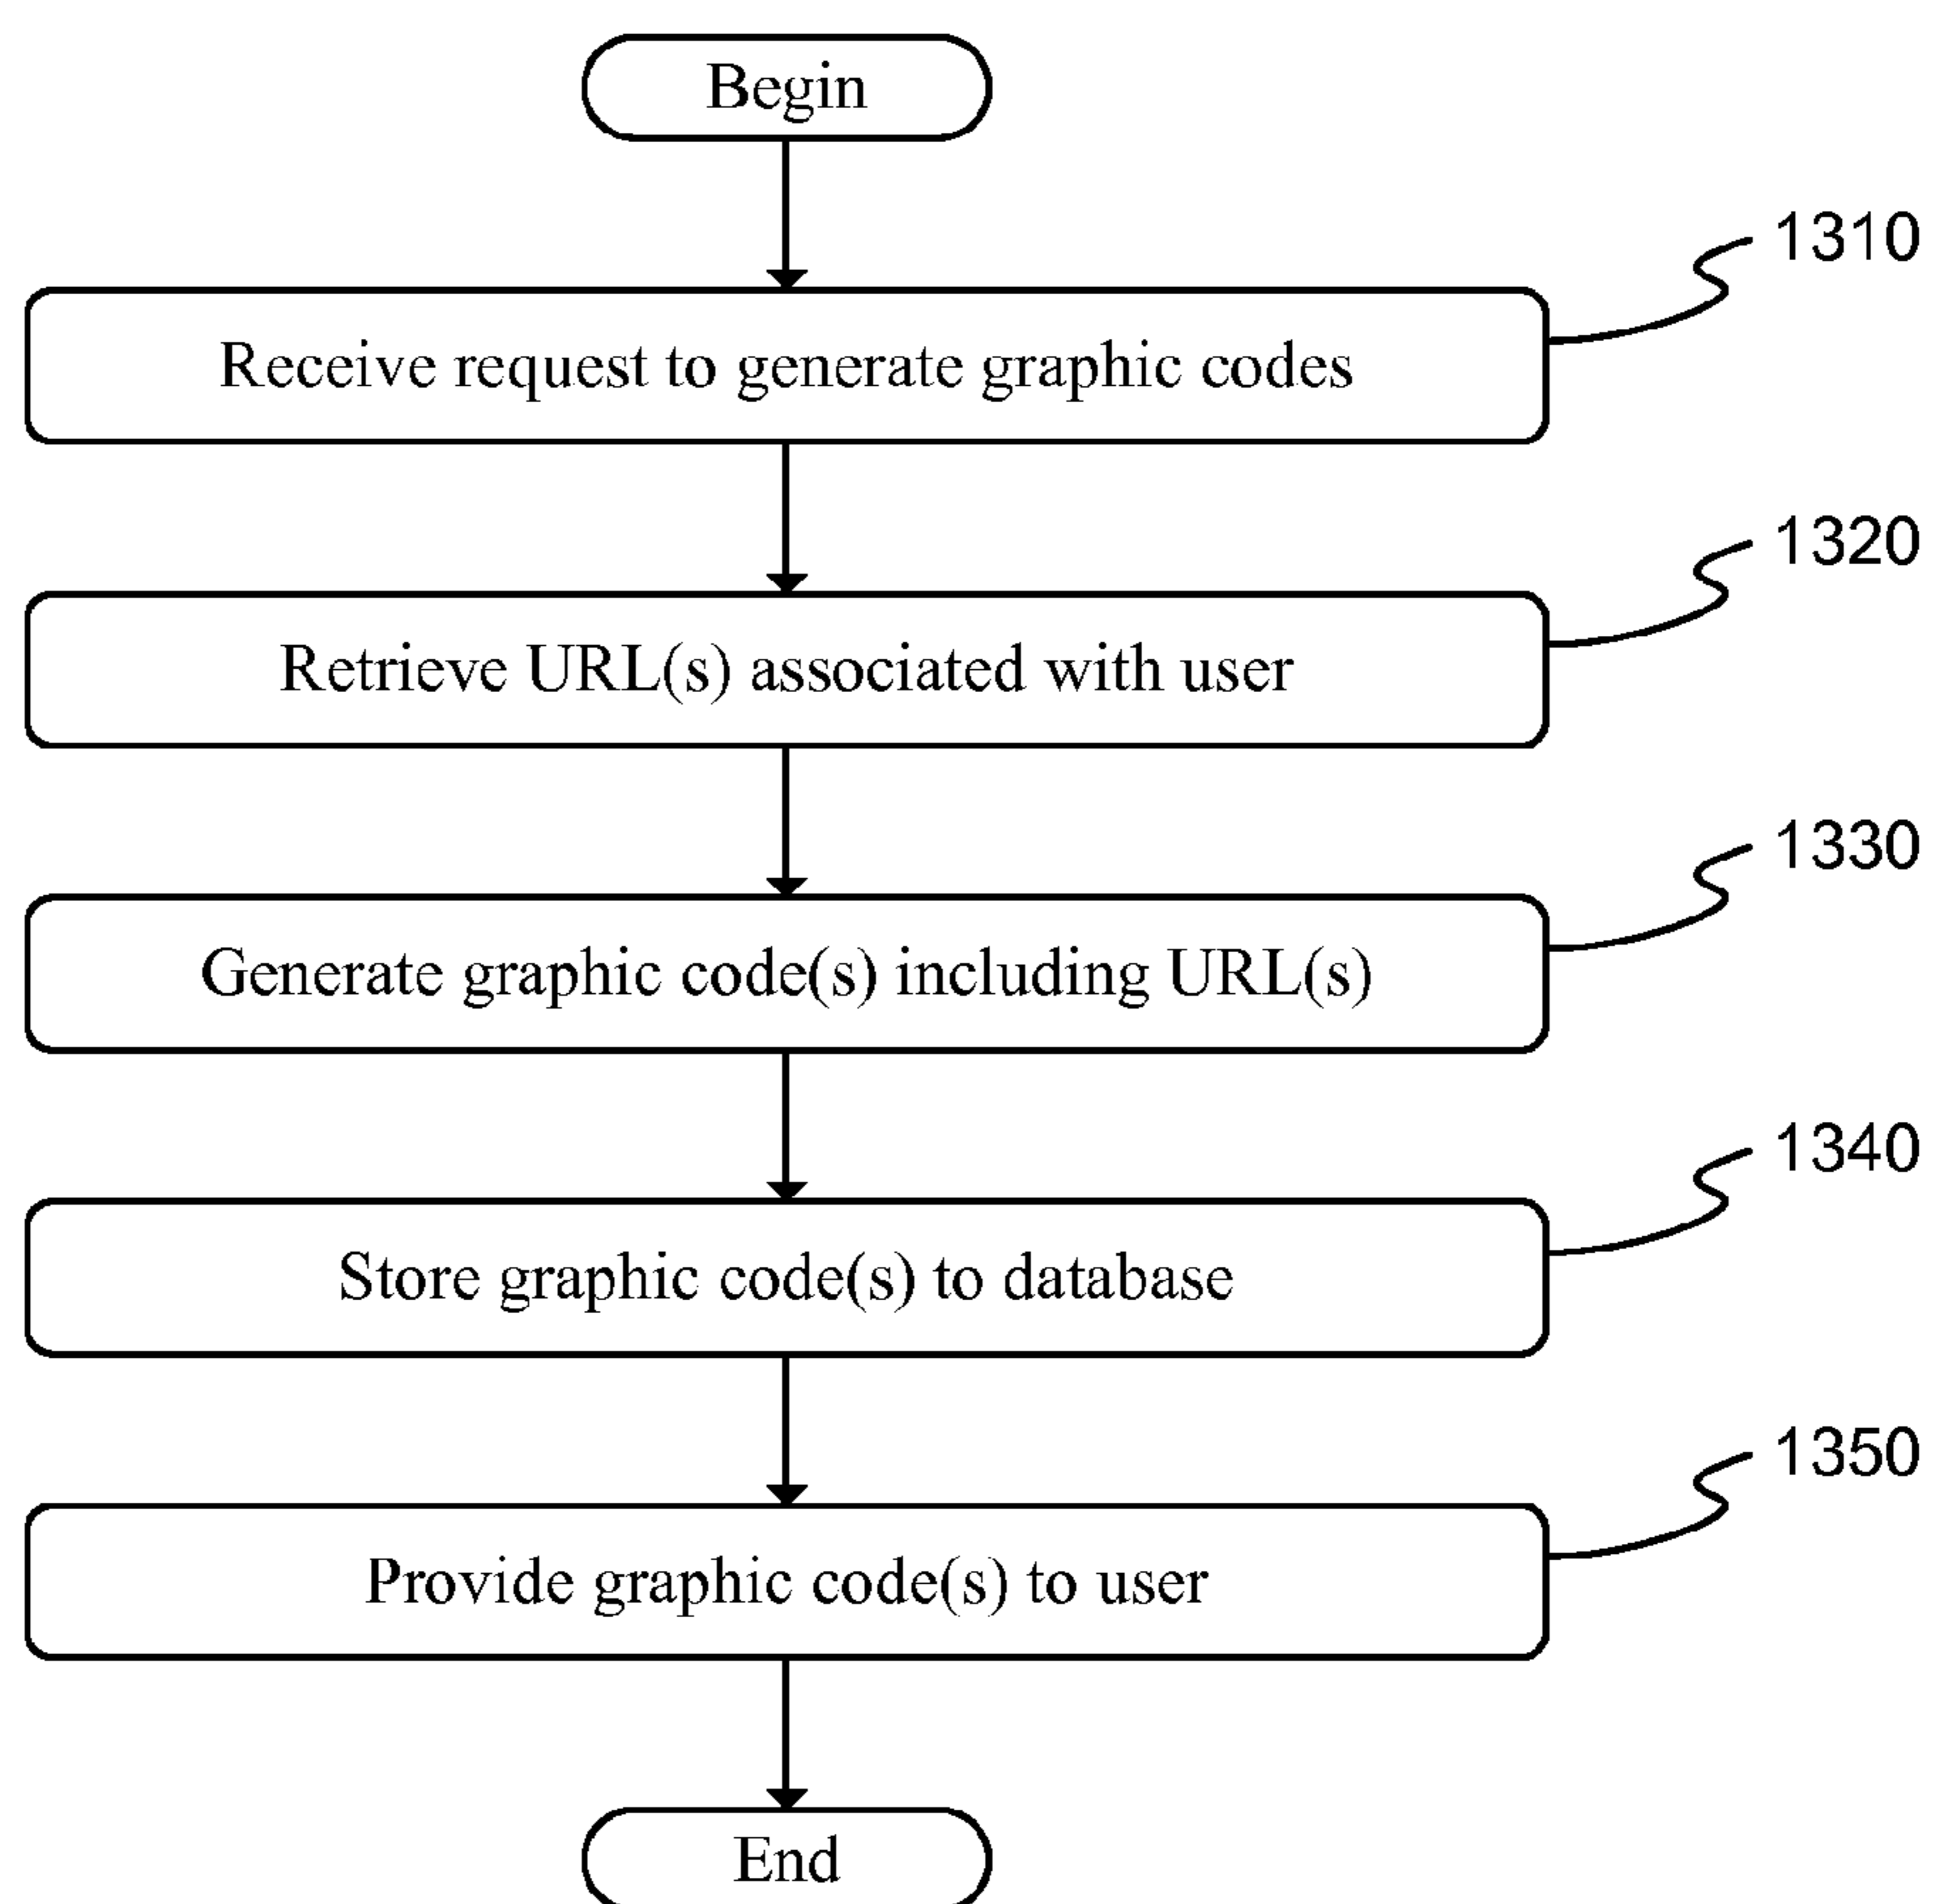 Begin
1310
Receive request to generate graphic codes
1320
Retrieve URL(s) associated with user
1330
Generate graphic code(s) including URL(s)
1340
Store graphic code(s) to database
1350
Provide graphic code(s) to user
End